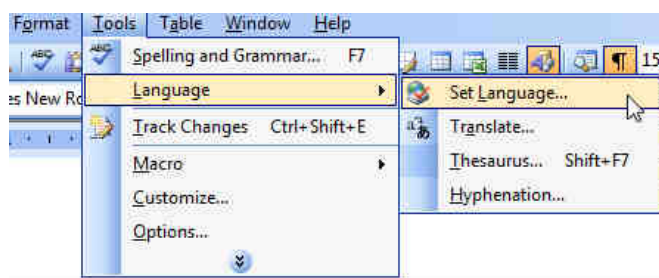 Format Tools Table Window Help
ABC 15
es New Ro
Spelling and Grammar... F7
Language
Track Changes Ctrl+Shift+E
Macro
Customize...
Options...
Set Language...
Translate...
Thesaurus... Shift+F7
Hyphenation...